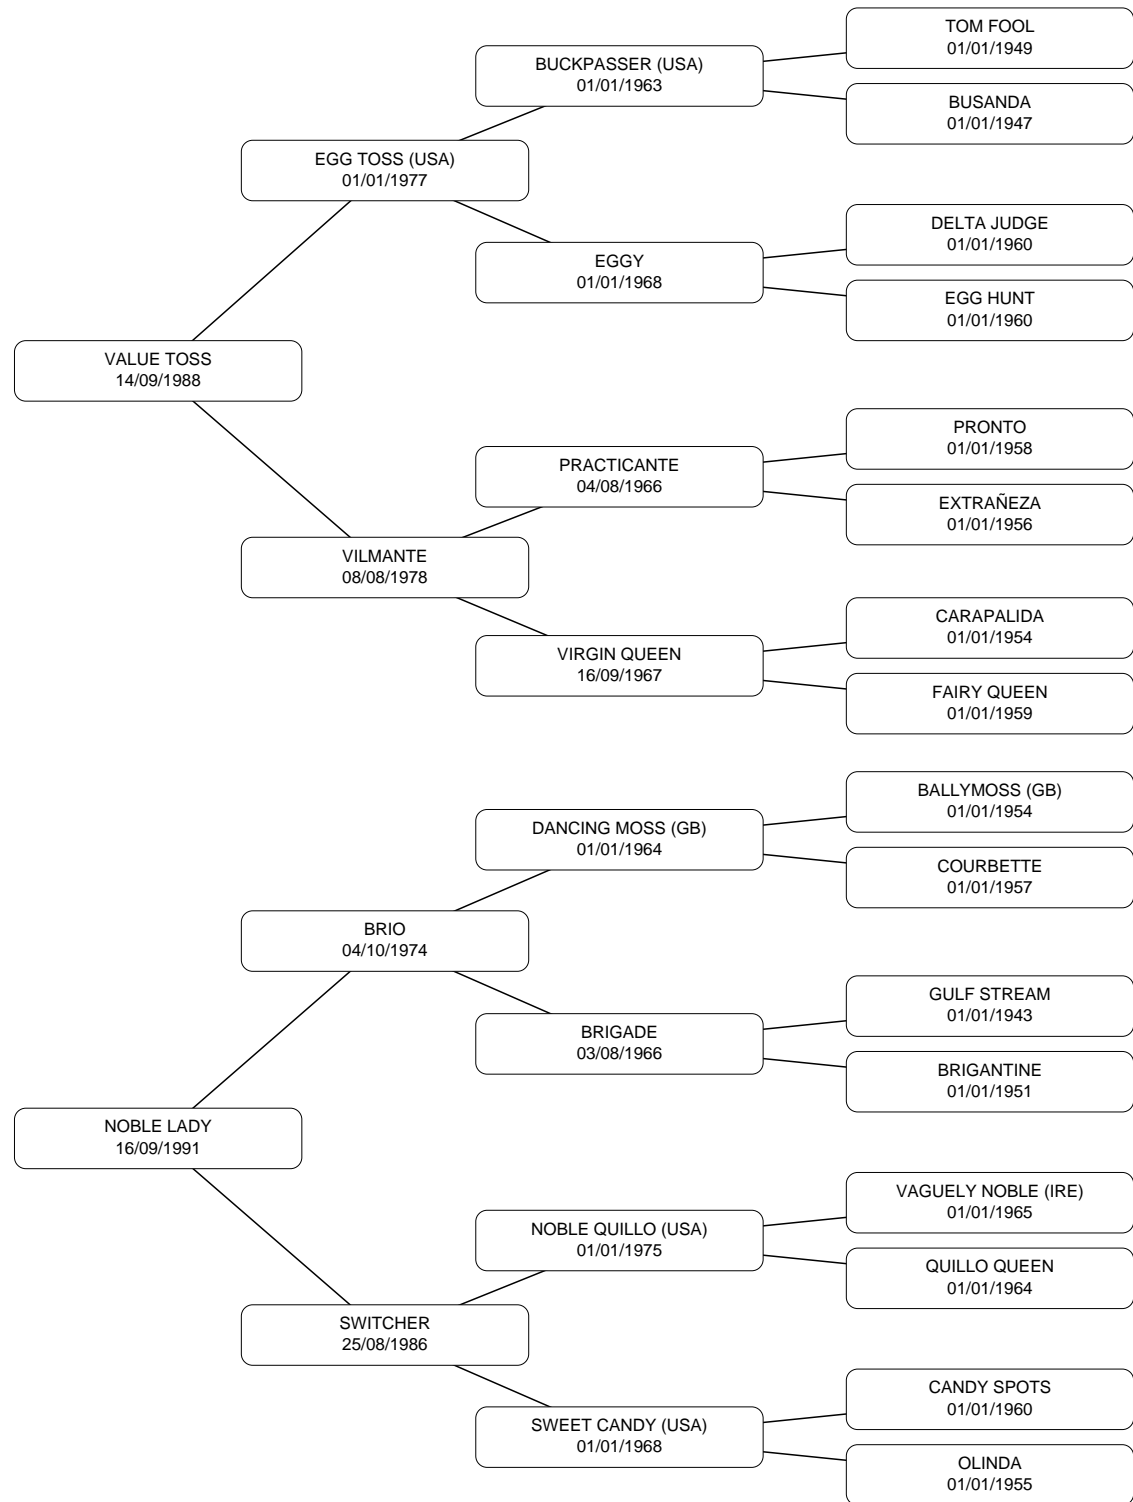 TOM FOOL
01/01/1949
BUCKPASSER (USA)
01/01/1963
BUSANDA
01/01/1947
EGG TOSS (USA)
01/01/1977
DELTA JUDGE
01/01/1960
EGGY
01/01/1968
EGG HUNT
01/01/1960
VALUE TOSS
14/09/1988
PRONTO
01/01/1958
PRACTICANTE
04/08/1966
EXTRAÑEZA
01/01/1956
VILMANTE
08/08/1978
CARAPALIDA
01/01/1954
VIRGIN QUEEN
16/09/1967
FAIRY QUEEN
01/01/1959
BALLYMOSS (GB)
01/01/1954
DANCING MOSS (GB)
01/01/1964
COURBETTE
01/01/1957
BRIO
04/10/1974
GULF STREAM
01/01/1943
BRIGADE
03/08/1966
BRIGANTINE
01/01/1951
NOBLE LADY
16/09/1991
VAGUELY NOBLE (IRE)
01/01/1965
NOBLE QUILLO (USA)
01/01/1975
QUILLO QUEEN
01/01/1964
SWITCHER
25/08/1986
CANDY SPOTS
01/01/1960
SWEET CANDY (USA)
01/01/1968
OLINDA
01/01/1955